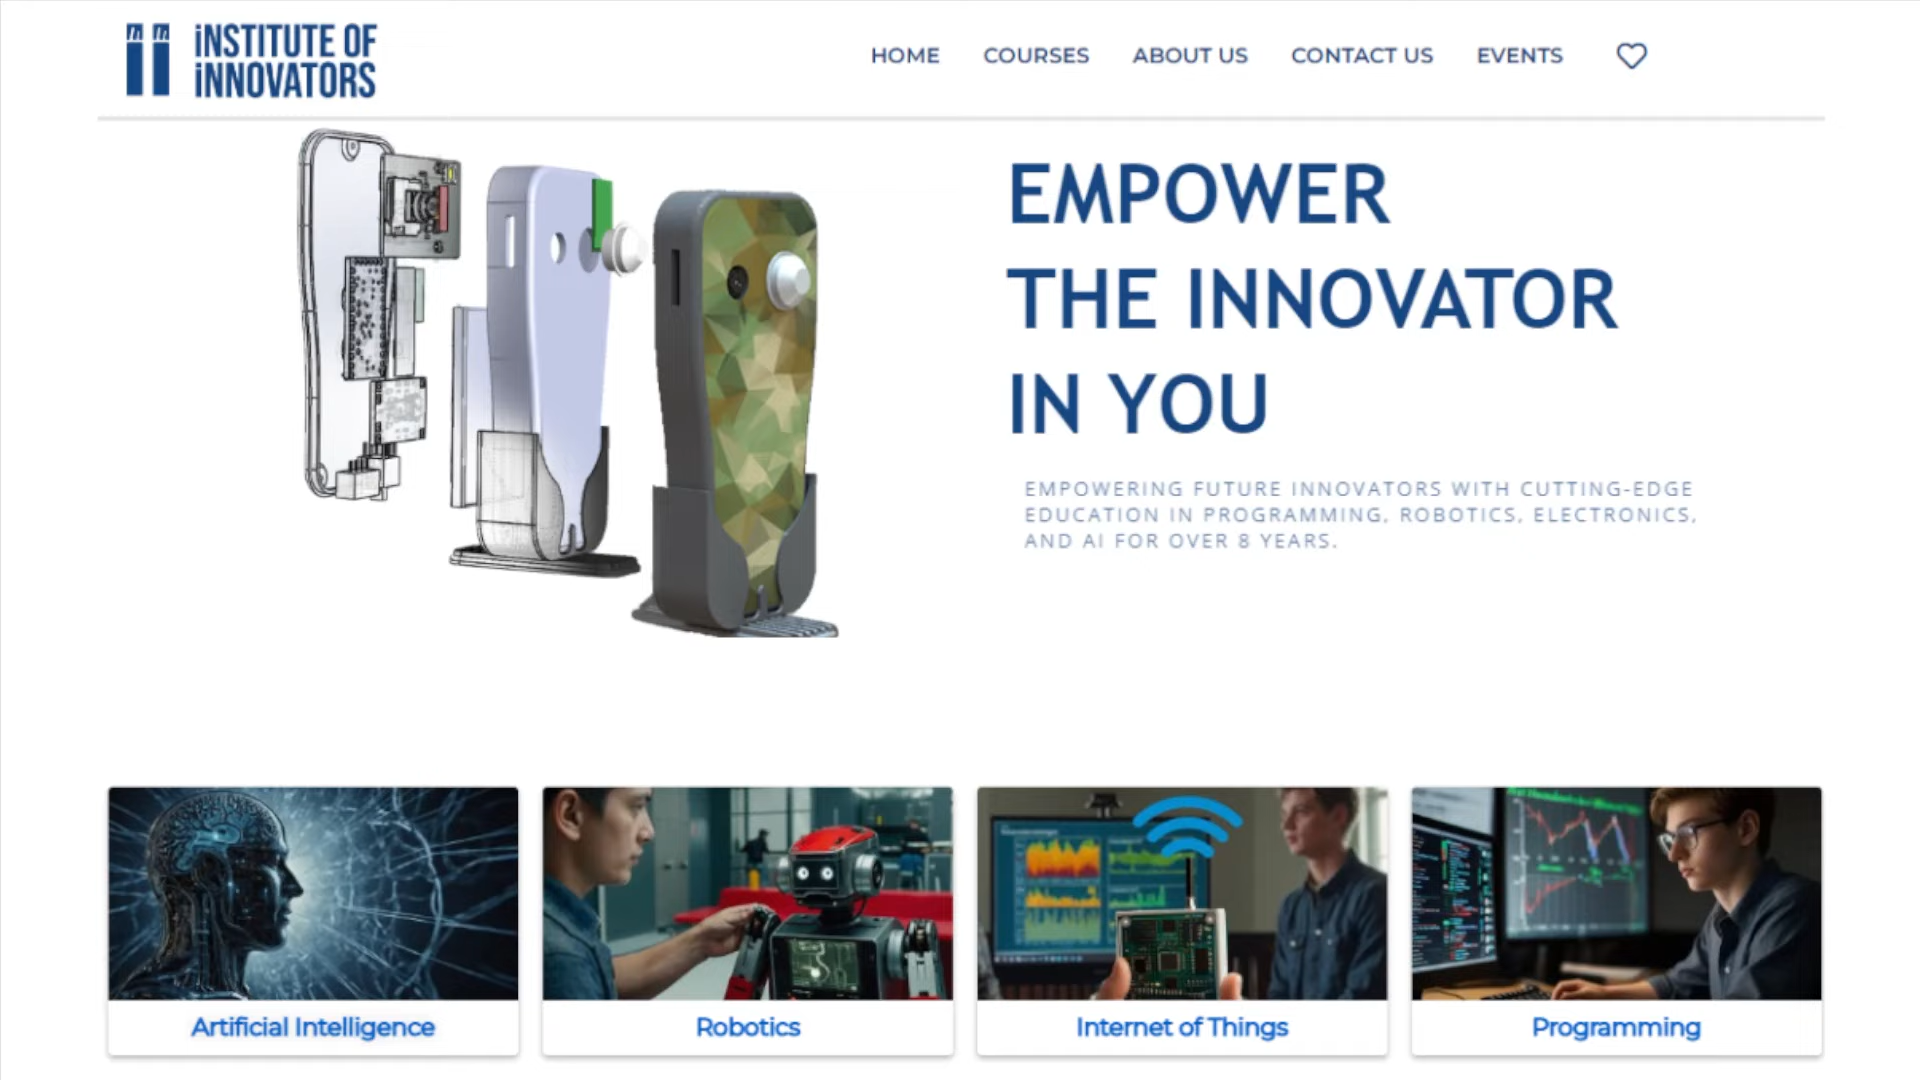 iNSTITUTE OF
iNNOVATORS
HOME COURSES ABOUT US CONTACT US EVENTS
EMPOWER
THE INNOVATOR
IN YOU
EMPOWERING FUTURE INNOVATORS WITH CUTTING-EDGE
EDUCATION IN PROGRAMMING, ROBOTICS, ELECTRONICS,
AND AI FOR OVER 8 YEARS.
Artificial Intelligence
Robotics
Internet of Things
Programming